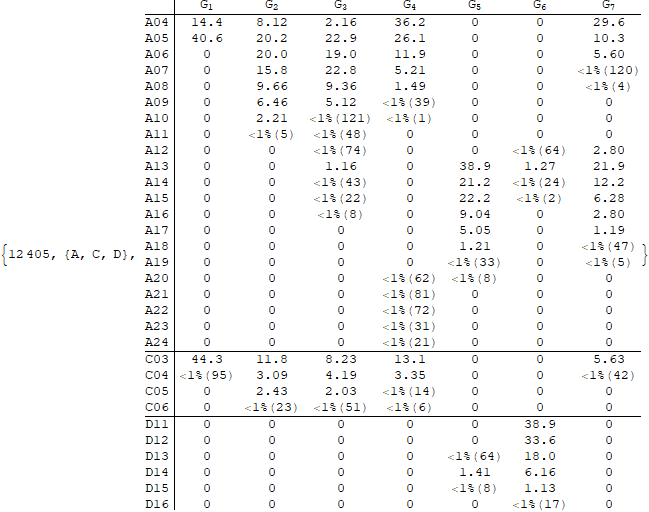 G1 G2 G3 G4 G5 G6 G7
A04 14.4 8.12 2.16 36.2 0 0 29.6
A05 40.6 20.2 22.9 26.1 0 0 10.3
A06 0 20.0 19.0 11.9 0 0 5.60
A07 0 15.8 22.8 5.21 0 0 <1%(120)
A08 0 9.66 9.36 1.49 0 0 <1%(4)
A09 0 6.46 5.12 <1%(39) 0 0 0
A10 0 2.21 <1%(121) <1%(1) 0 0 0
A11 0 <1%(5) <1%(48) 0 0 0 0
A12 0 0 <1%(74) 0 0 <1%(64) 2.80
A13 0 0 1.16 0 38.9 1.27 21.9
A14 0 0 <1%(43) 0 21.2 <1%(24) 12.2
A15 0 0 <1%(22) 0 22.2 <1%(2) 6.28
A16 0 0 <1%(8) 0 9.04 0 2.80
A17 0 0 0 0 5.05 0 1.19
A18 0 0 0 0 1.21 0 <1%(47)
{12405, {A, C, D}, A19 0 0 0 0 <1%(33) 0 <1%(5) }
A20 0 0 0 <1%(62) <1%(8) 0 0
A21 0 0 0 <1%(81) 0 0 0
A22 0 0 0 <1%(72) 0 0 0
A23 0 0 0 <1%(31) 0 0 0
A24 0 0 0 <1%(21) 0 0 0
C03 44.3 11.8 8.23 13.1 0 0 5.63
C04 <1%(95) 3.09 4.19 3.35 0 0 <1%(42)
C05 0 2.43 2.03 <1%(14) 0 0 0
C06 0 <1%(23) <1%(51) <1%(6) 0 0 0
D11 0 0 0 0 0 38.9 0
D12 0 0 0 0 0 33.6 0
D13 0 0 0 0 <1%(64) 18.0 0
D14 0 0 0 0 1.41 6.16 0
D15 0 0 0 0 <1%(8) 1.13 0
D16 0 0 0 0 0 <1%(17) 0